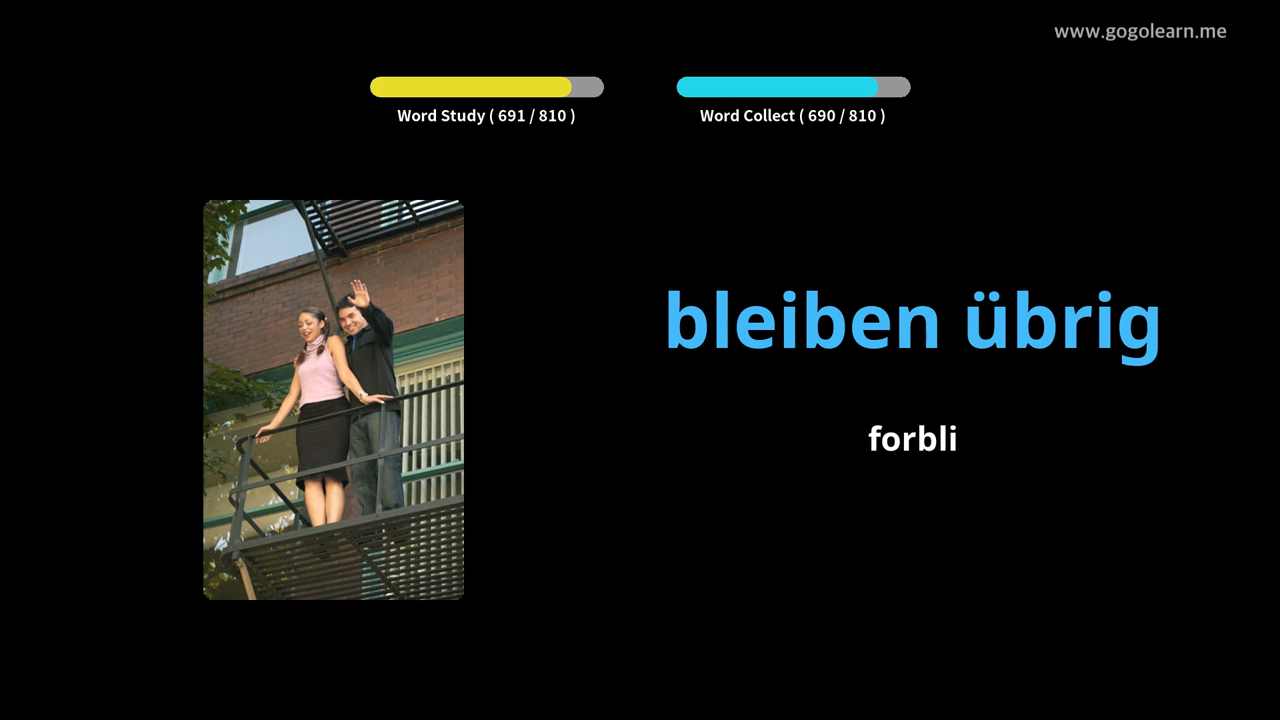 www.gogolearn.me
Word Study ( 691 / 810 )
Word Collect ( 690 / 810 )
bleiben übrig
forbli